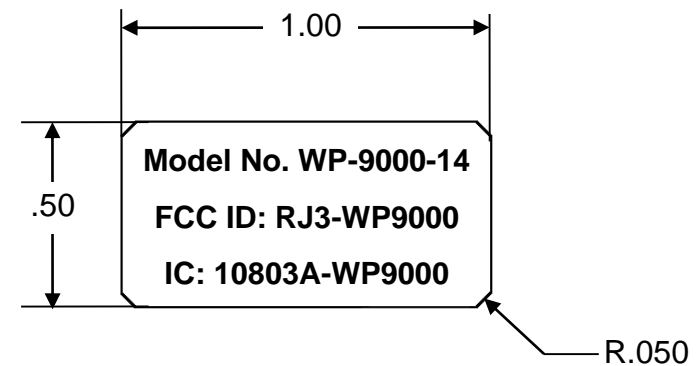 1.00
.50
Model No. WP-9000-14
FCC ID: RJ3-WP9000
IC: 10803A-WP9000
R.050